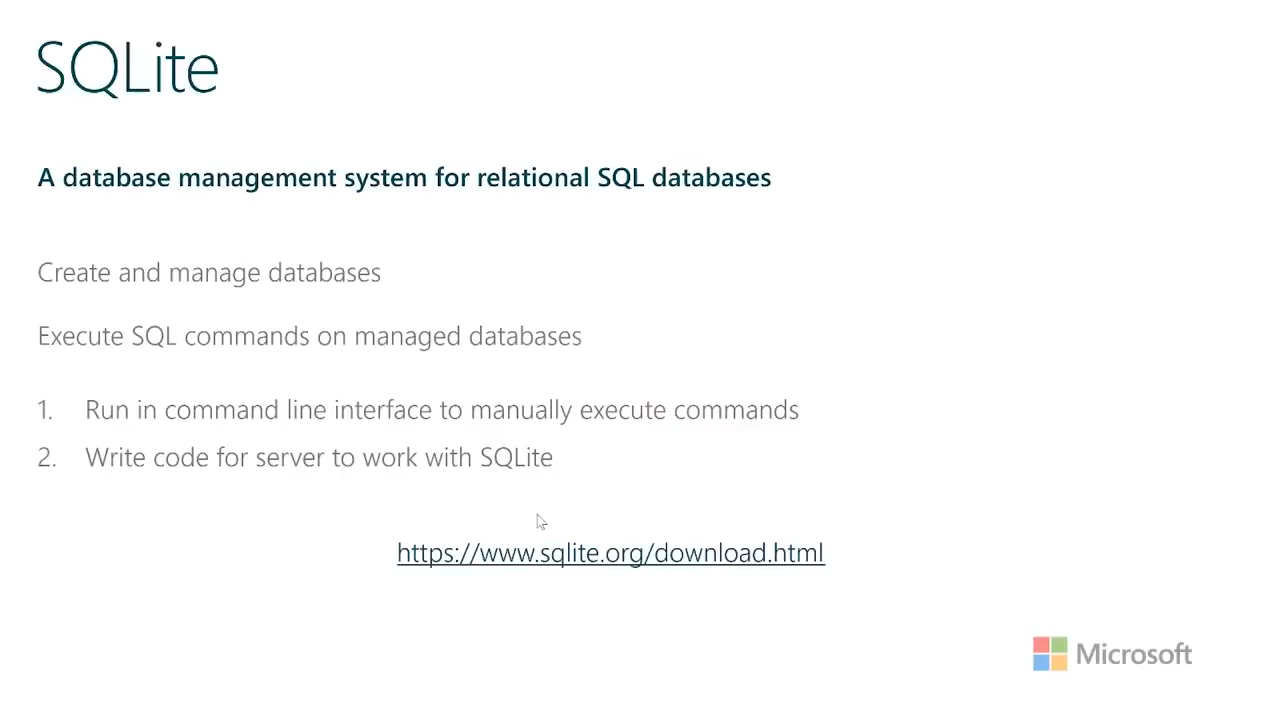 SQLite
A database management system for relational SQL databases
Create and manage databases
Execute SQL commands on managed databases
1. Run in command line interface to manually execute commands
2. Write code for server to work with SQLite
https://www.sqlite.org/download.html
Microsoft